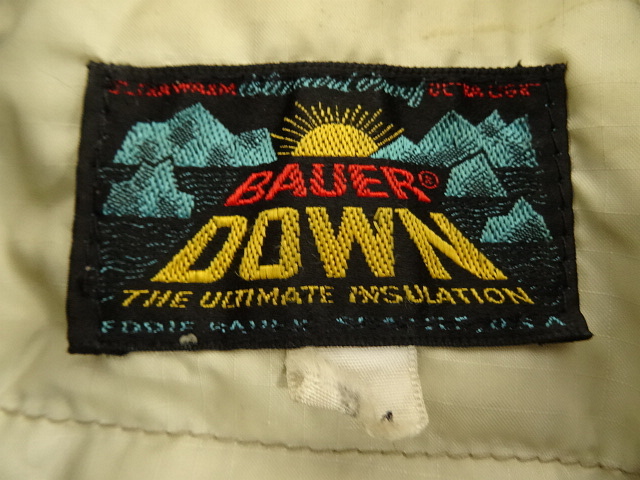 BAUER®
DOWN
THE ULTIMATE INSULATION
EDDIE BAUER, SEATTLE, U.S.A.